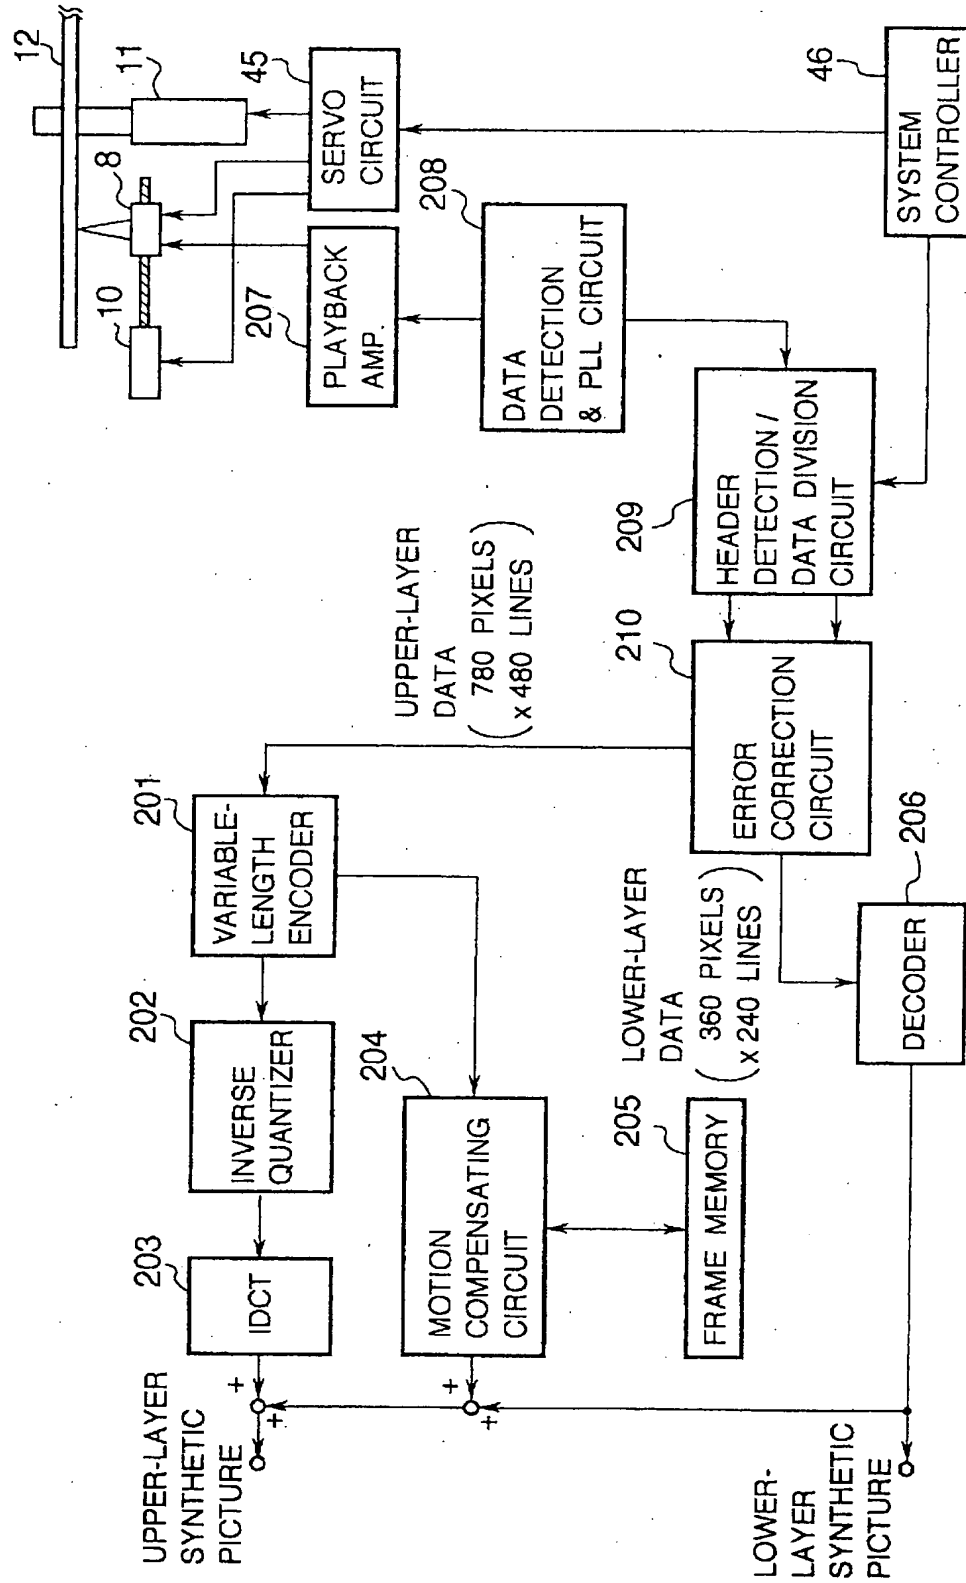 12
11
8
10
45
SERVO
CIRCUIT
207
PLAYBACK
AMP.
208
DATA
DETECTION
& PLL CIRCUIT
46
SYSTEM
CONTROLLER
209
HEADER
DETECTION /
DATA DIVISION
CIRCUIT
210
ERROR
CORRECTION
CIRCUIT
UPPER-LAYER
DATA
( 780 PIXELS
x 480 LINES )
201
VARIABLE-
LENGTH
ENCODER
202
INVERSE
QUANTIZER
203
IDCT
204
MOTION
COMPENSATING
CIRCUIT
205
FRAME MEMORY
LOWER-LAYER
DATA
( 360 PIXELS
x 240 LINES )
206
DECODER
+
+
+
+
UPPER-LAYER
SYNTHETIC
PICTURE
LOWER-
LAYER
SYNTHETIC
PICTURE